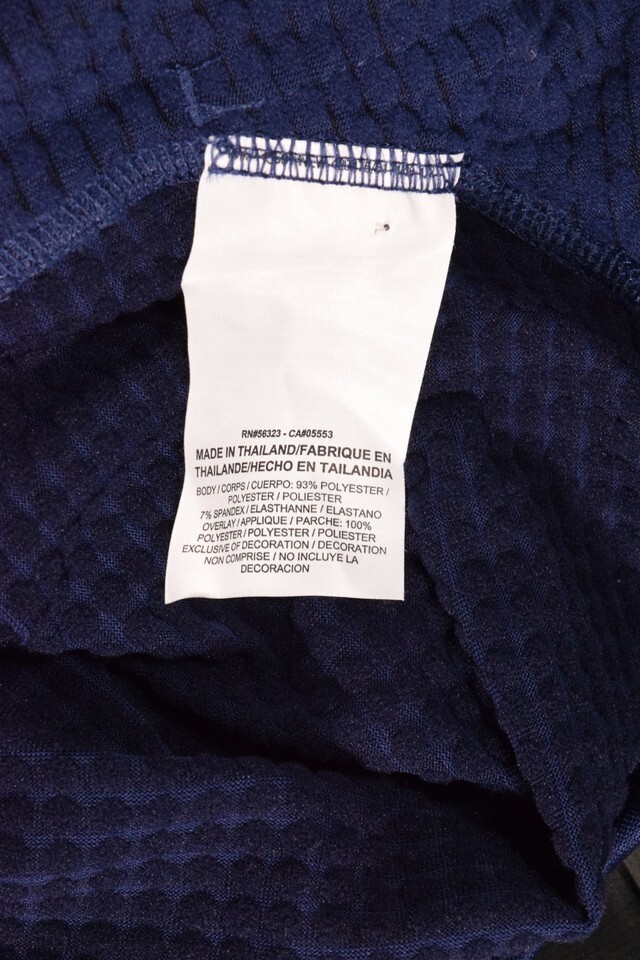 RN#56323 - CA#05553
MADE IN THAILAND/FABRIQUE EN
THAILANDE/HECHO EN TAILANDIA
BODY / CORPS / CUERPO: 93% POLYESTER /
POLYESTER / POLIESTER
7% SPANDEX / ELASTHANNE / ELASTANO
OVERLAY / APPLIQUE / PARCHE: 100%
POLYESTER / POLYESTER / POLIESTER
EXCLUSIVE OF DECORATION / DECORATION
NON COMPRISE / NO INCLUYE LA
DECORACION